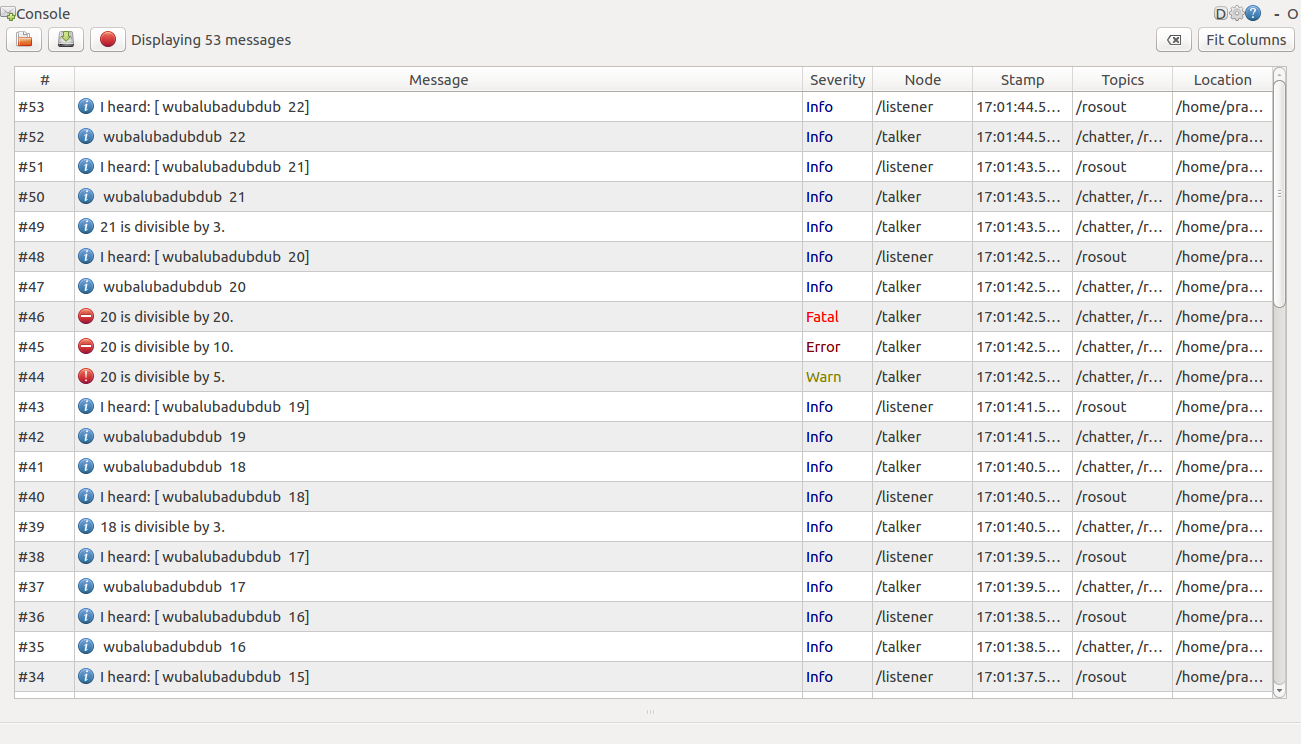 Console D ? - O
Displaying 53 messages Fit Columns
# Message Severity Node Stamp Topics Location
#53 I heard: [ wubalubadubdub 22] Info /listener 17:01:44.5... /rosout /home/pra...
#52 wubalubadubdub 22 Info /talker 17:01:44.5... /chatter, /r... /home/pra...
#51 I heard: [ wubalubadubdub 21] Info /listener 17:01:43.5... /rosout /home/pra...
#50 wubalubadubdub 21 Info /talker 17:01:43.5... /chatter, /r... /home/pra...
#49 21 is divisible by 3. Info /talker 17:01:43.5... /chatter, /r... /home/pra...
#48 I heard: [ wubalubadubdub 20] Info /listener 17:01:42.5... /rosout /home/pra...
#47 wubalubadubdub 20 Info /talker 17:01:42.5... /chatter, /r... /home/pra...
#46 20 is divisible by 20. Fatal /talker 17:01:42.5... /chatter, /r... /home/pra...
#45 20 is divisible by 10. Error /talker 17:01:42.5... /chatter, /r... /home/pra...
#44 20 is divisible by 5. Warn /talker 17:01:42.5... /chatter, /r... /home/pra...
#43 I heard: [ wubalubadubdub 19] Info /listener 17:01:41.5... /rosout /home/pra...
#42 wubalubadubdub 19 Info /talker 17:01:41.5... /chatter, /r... /home/pra...
#41 wubalubadubdub 18 Info /talker 17:01:40.5... /chatter, /r... /home/pra...
#40 I heard: [ wubalubadubdub 18] Info /listener 17:01:40.5... /rosout /home/pra...
#39 18 is divisible by 3. Info /talker 17:01:40.5... /chatter, /r... /home/pra...
#38 I heard: [ wubalubadubdub 17] Info /listener 17:01:39.5... /rosout /home/pra...
#37 wubalubadubdub 17 Info /talker 17:01:39.5... /chatter, /r... /home/pra...
#36 I heard: [ wubalubadubdub 16] Info /listener 17:01:38.5... /rosout /home/pra...
#35 wubalubadubdub 16 Info /talker 17:01:38.5... /chatter, /r... /home/pra...
#34 I heard: [ wubalubadubdub 15] Info /listener 17:01:37.5... /rosout /home/pra...